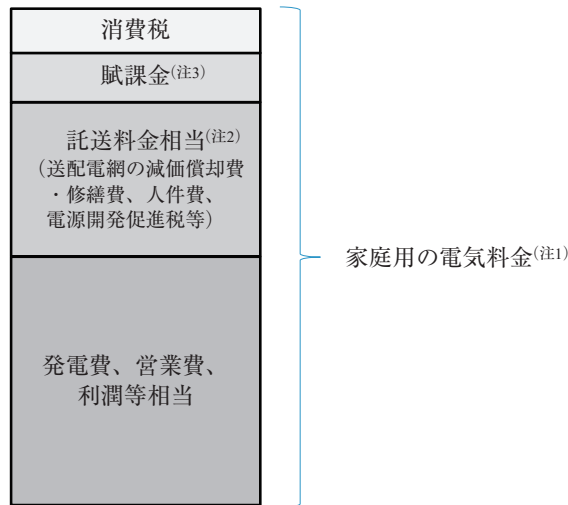 消費税
賦課金(注3)
託送料金相当(注2)
(送配電網の減価償却費
・修繕費、人件費、
電源開発促進税等)
発電費、営業費、
利潤等相当
家庭用の電気料金(注1)